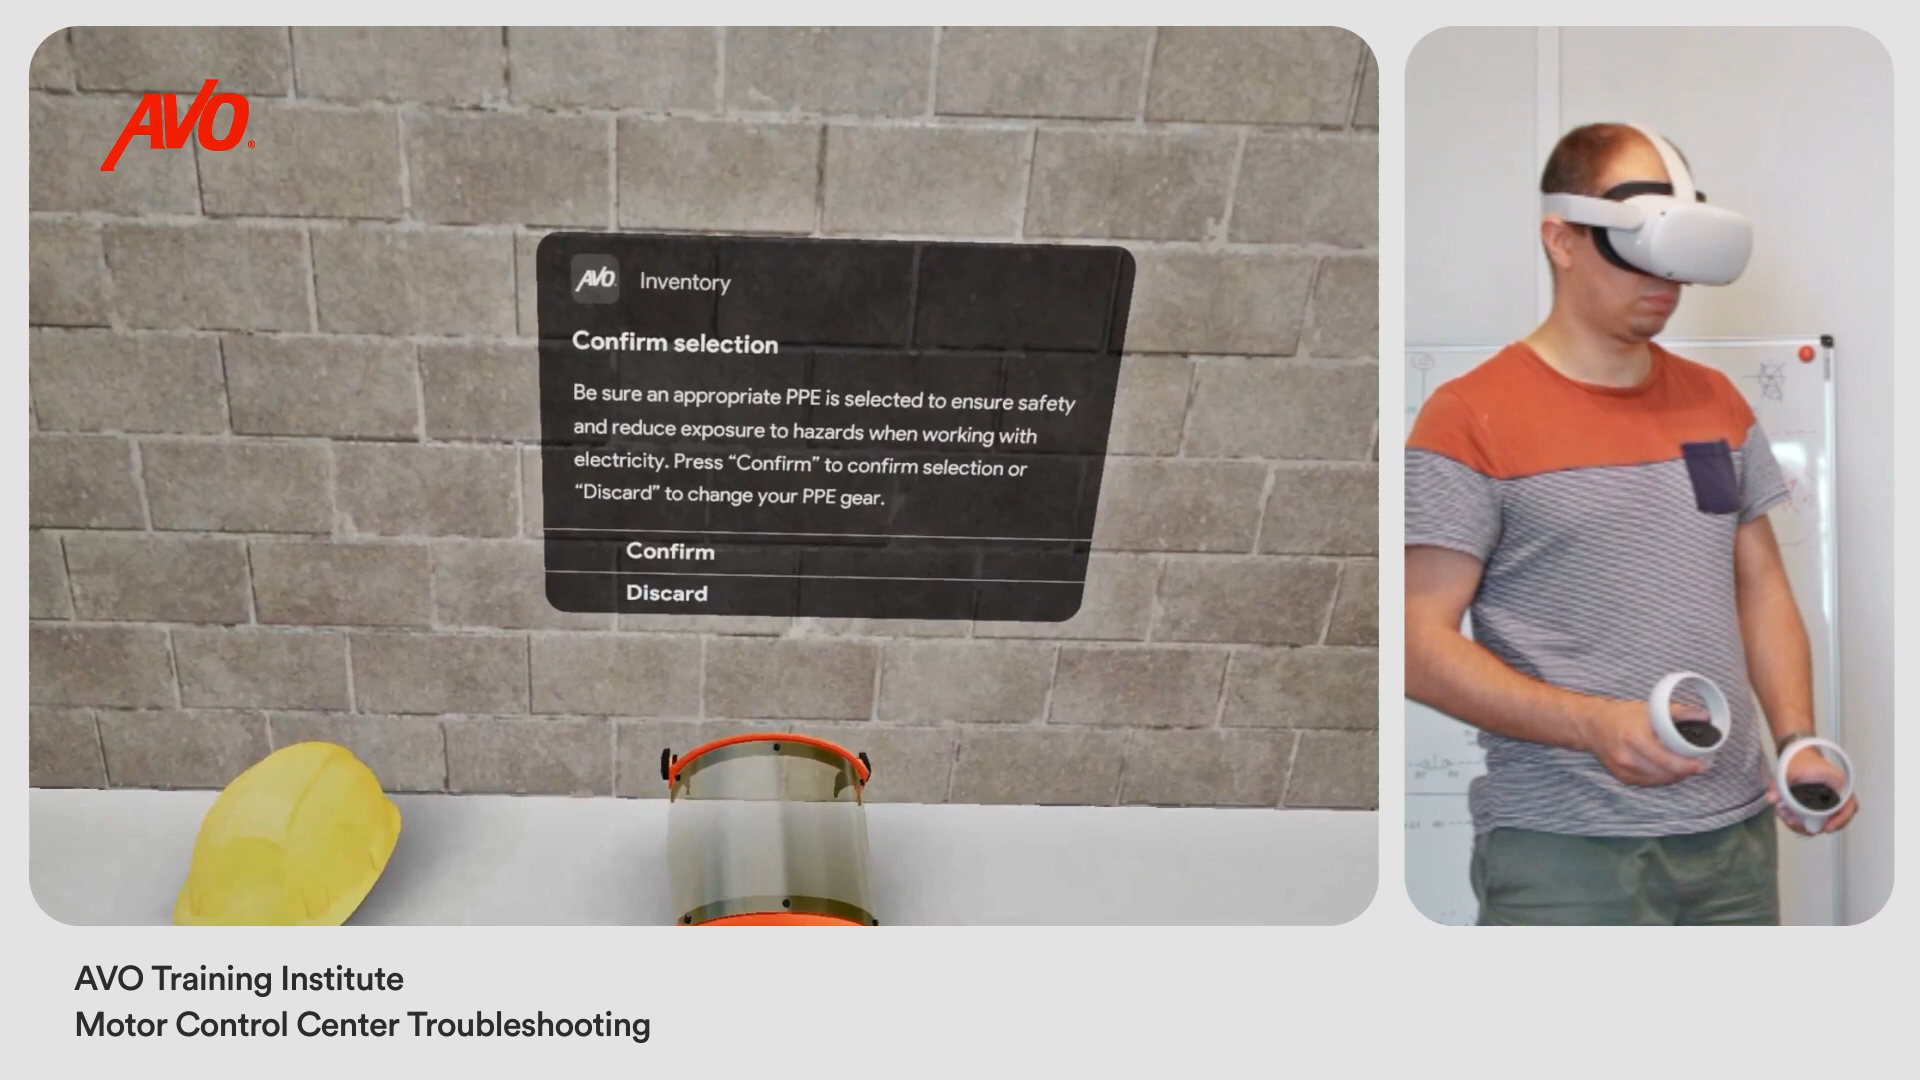 AVO®
AVO Inventory
Confirm selection
Be sure an appropriate PPE is selected to ensure safety
and reduce exposure to hazards when working with
electricity. Press “Confirm” to confirm selection or
“Discard” to change your PPE gear.
Confirm
Discard
AVO Training Institute
Motor Control Center Troubleshooting